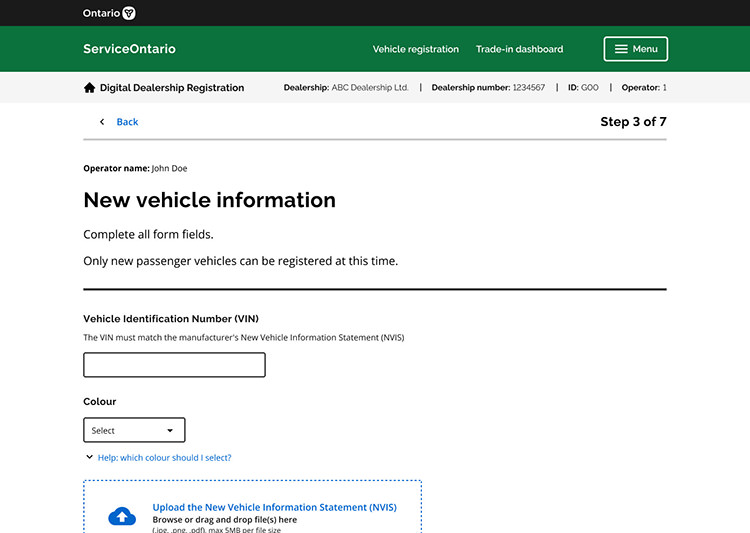 Ontario
ServiceOntario
Vehicle registration
Trade-in dashboard
Menu
Digital Dealership Registration
Dealership: ABC Dealership Ltd. | Dealership number: 1234567 | ID: G00 | Operator: 1
Back
Step 3 of 7
Operator name: John Doe
New vehicle information
Complete all form fields.
Only new passenger vehicles can be registered at this time.
Vehicle Identification Number (VIN)
The VIN must match the manufacturer's New Vehicle Information Statement (NVIS)
Colour
Select
Help: which colour should I select?
Upload the New Vehicle Information Statement (NVIS)
Browse or drag and drop file(s) here
(.jpg, .png, .pdf), max 5MB per file size